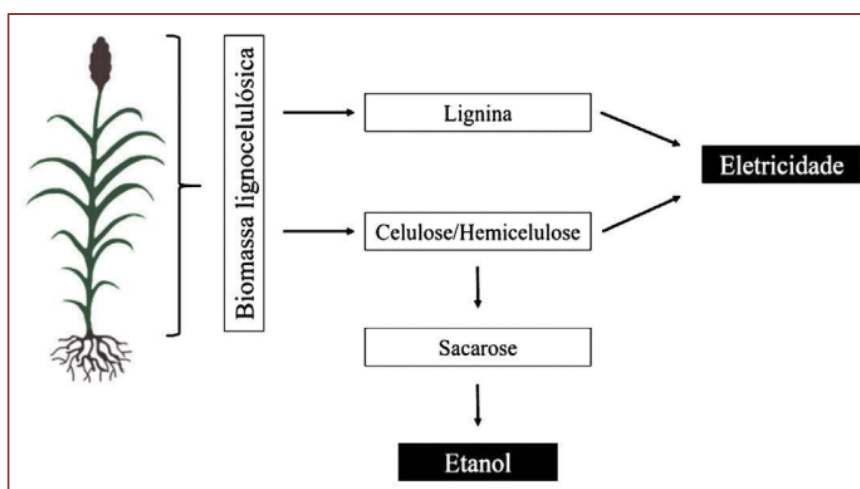 Biomassa lignocelulósica
Lignina
Eletricidade
Celulose/Hemicelulose
Sacarose
Etanol